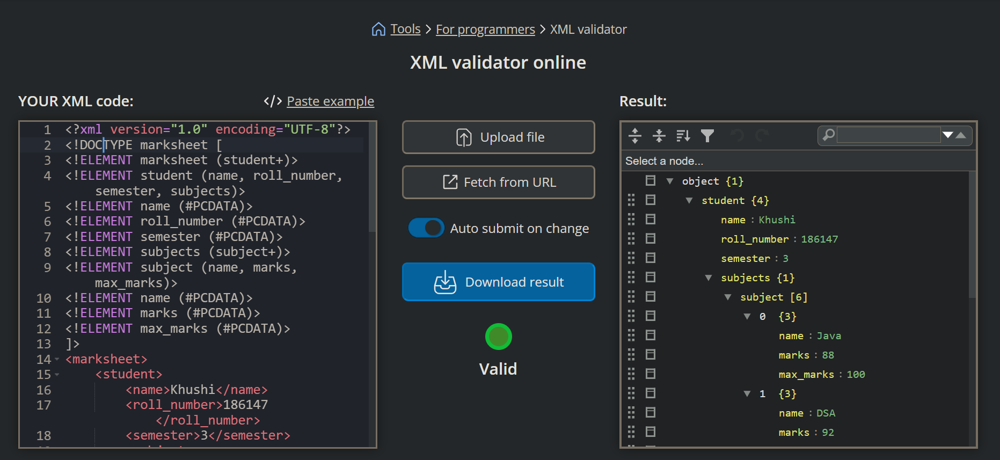 Tools > For programmers > XML validator
XML validator online
YOUR XML code:
</> Paste example
1 <?xml version="1.0" encoding="UTF-8"?>
2 <!DOCTYPE marksheet [
3 <!ELEMENT marksheet (student+)>
4 <!ELEMENT student (name, roll_number,
semester, subjects)>
5 <!ELEMENT name (#PCDATA)>
6 <!ELEMENT roll_number (#PCDATA)>
7 <!ELEMENT semester (#PCDATA)>
8 <!ELEMENT subjects (subject+)>
9 <!ELEMENT subject (name, marks,
max_marks)>
10 <!ELEMENT name (#PCDATA)>
11 <!ELEMENT marks (#PCDATA)>
12 <!ELEMENT max_marks (#PCDATA)>
13 ]>
14 <marksheet>
15 <student>
16 <name>Khushi</name>
17 <roll_number>186147
</roll_number>
18 <semester>3</semester>
Upload file
Fetch from URL
Auto submit on change
Download result
Valid
Result:
Select a node...
object {1}
student {4}
name : Khushi
roll_number : 186147
semester : 3
subjects {1}
subject [6]
0 {3}
name : Java
marks : 88
max_marks : 100
1 {3}
name : DSA
marks : 92